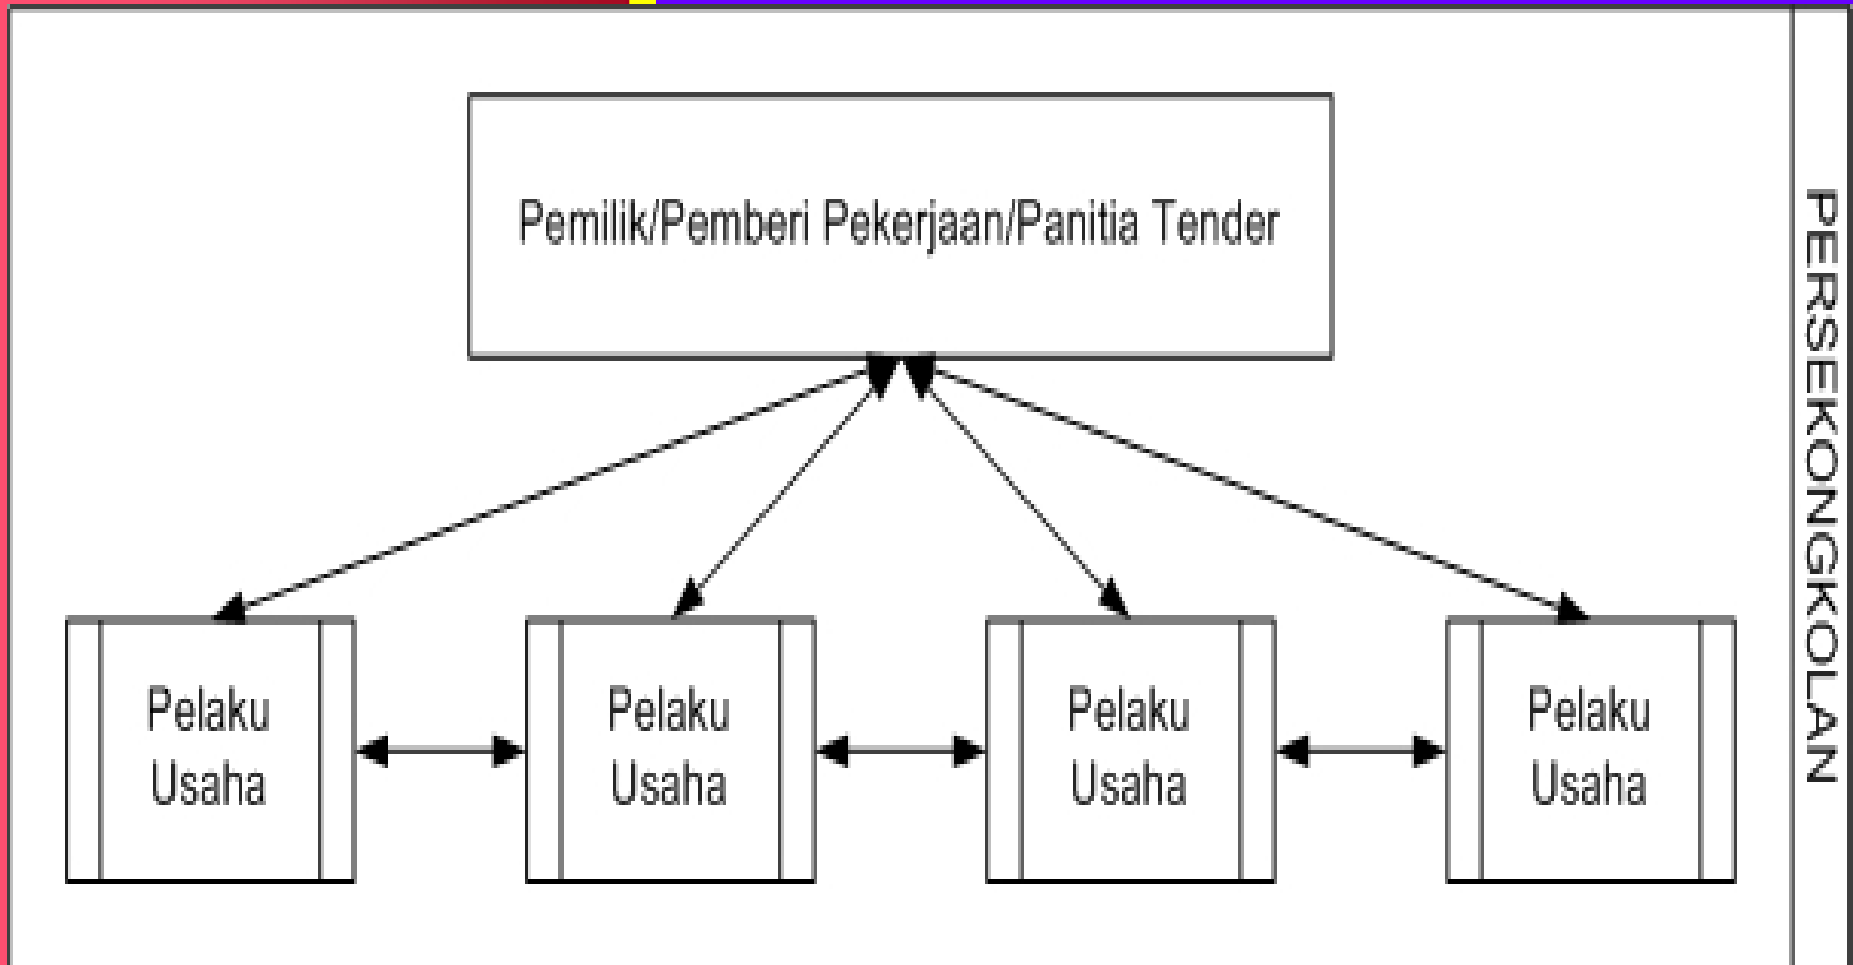 Pemilik/Pemberi Pekerjaan/Panitia Tender
Pelaku
Usaha
Pelaku
Usaha
Pelaku
Usaha
Pelaku
Usaha
PERSEKONGKOLAN